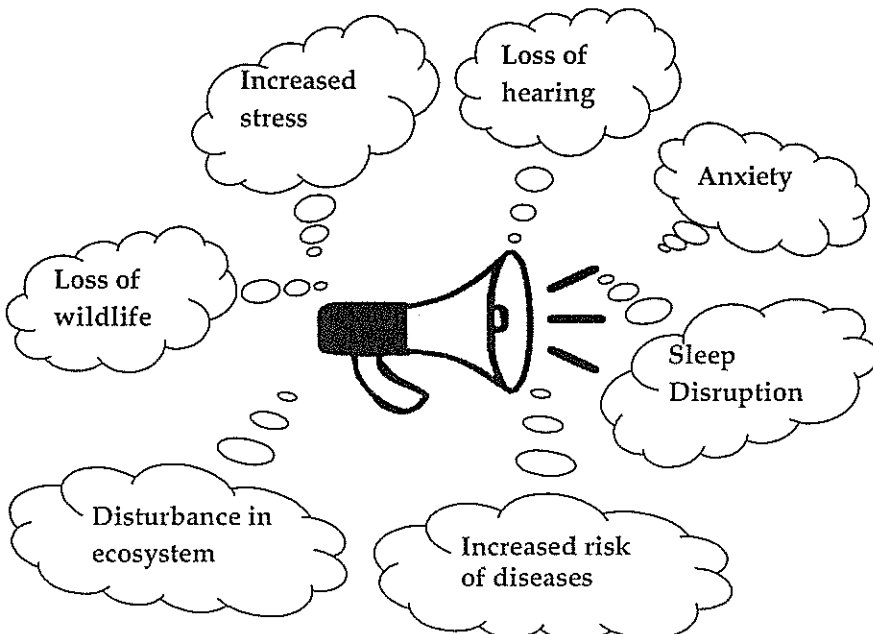 Increased
stress
Loss of
hearing
Anxiety
Loss of
wildlife
Sleep
Disruption
Disturbance in
ecosystem
Increased risk
of diseases